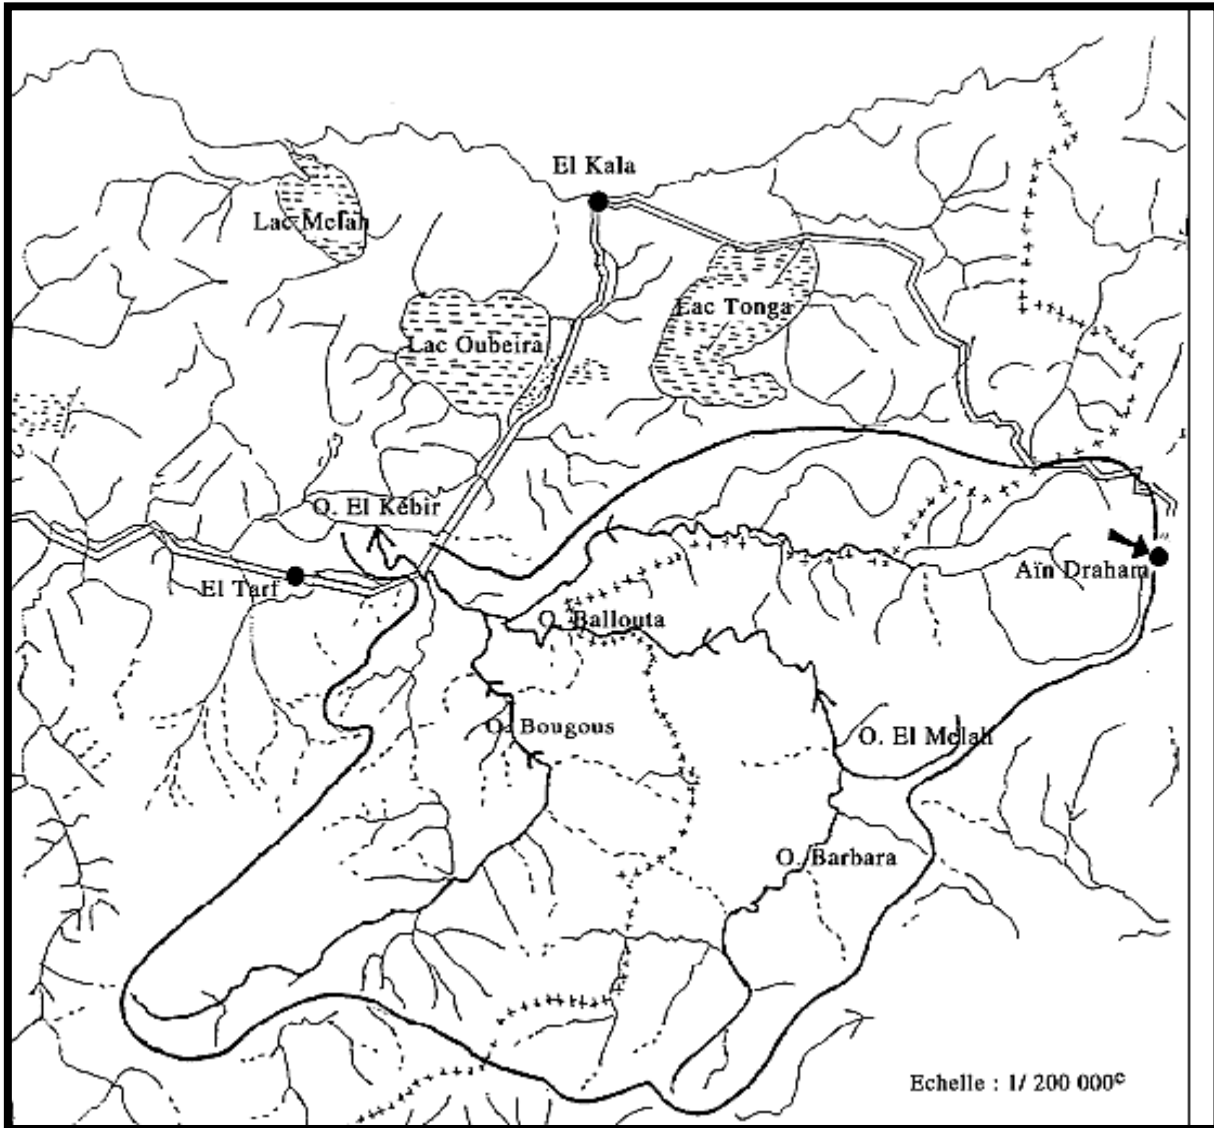 El Kala
Lac Melah
Lac Tonga
Lac Oubeira
O. El Kébir
El Tarf
Aïn Draham
O. Ballouta
O. Bougous
O. El Melah
O. Barbara
Echelle : 1/ 200 000e